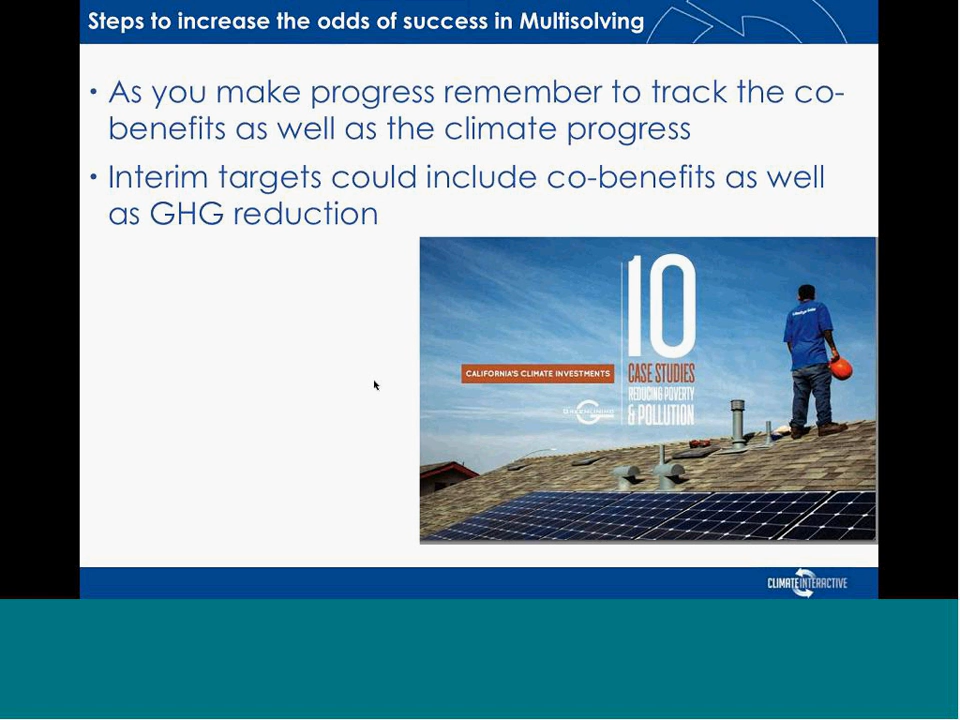 Steps to increase the odds of success in Multisolving
• As you make progress remember to track the co-
benefits as well as the climate progress
• Interim targets could include co-benefits as well
as GHG reduction
10
CALIFORNIA'S CLIMATE INVESTMENTS
CASE STUDIES
REDUCING POVERTY
& POLLUTION
CLIMATE INTERACTIVE